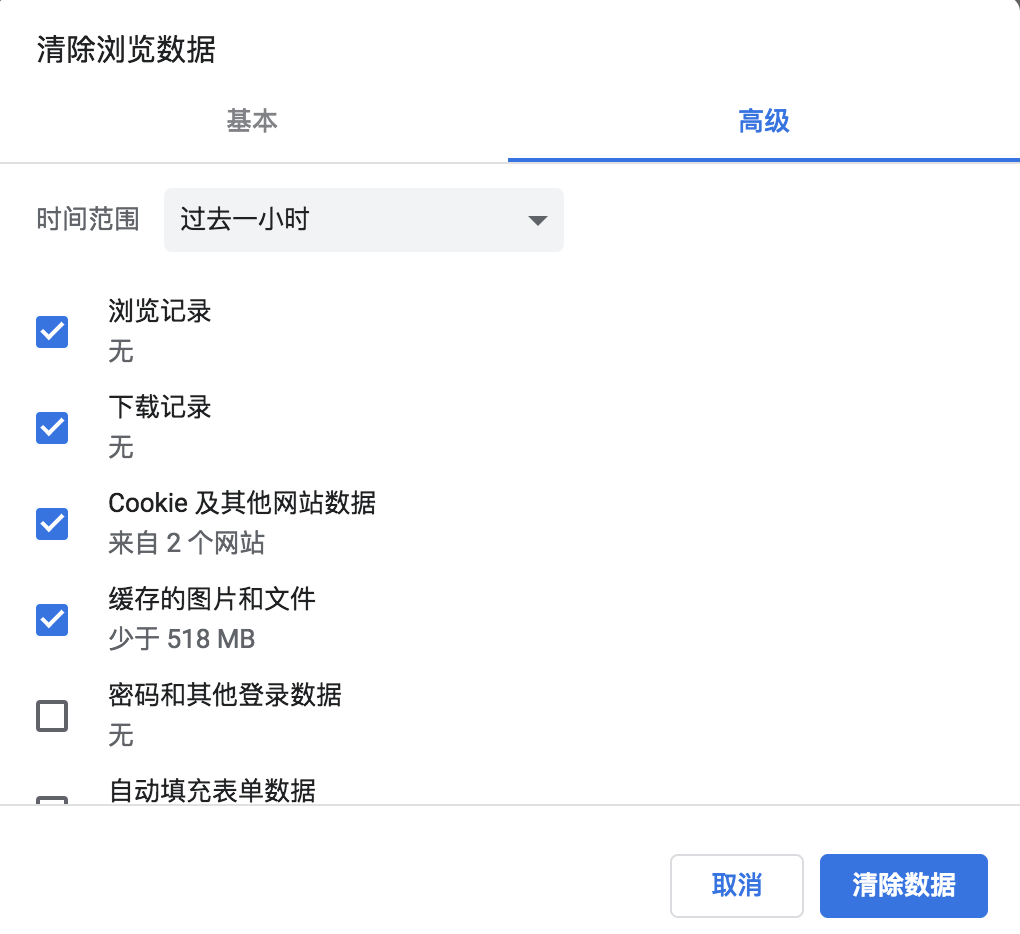 清除浏览数据
基本
高级
时间范围
过去一小时
浏览记录
无
下载记录
无
Cookie 及其他网站数据
来自 2 个网站
缓存的图片和文件
少于 518 MB
密码和其他登录数据
无
自动填充表单数据
取消
清除数据